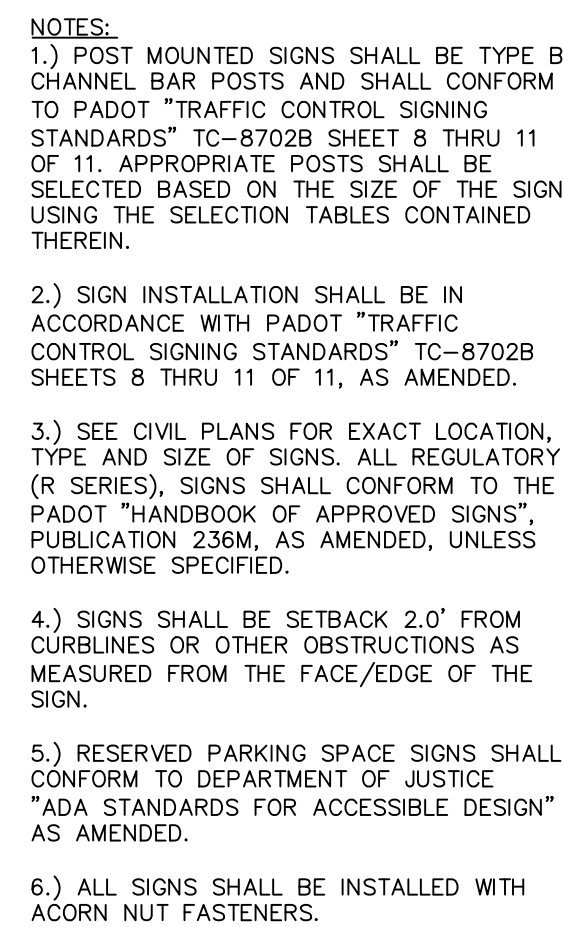 NOTES:
1.) POST MOUNTED SIGNS SHALL BE TYPE B
CHANNEL BAR POSTS AND SHALL CONFORM
TO PADOT "TRAFFIC CONTROL SIGNING
STANDARDS" TC-8702B SHEET 8 THRU 11
OF 11. APPROPRIATE POSTS SHALL BE
SELECTED BASED ON THE SIZE OF THE SIGN
USING THE SELECTION TABLES CONTAINED
THEREIN.
2.) SIGN INSTALLATION SHALL BE IN
ACCORDANCE WITH PADOT "TRAFFIC
CONTROL SIGNING STANDARDS" TC-8702B
SHEETS 8 THRU 11 OF 11, AS AMENDED.
3.) SEE CIVIL PLANS FOR EXACT LOCATION,
TYPE AND SIZE OF SIGNS. ALL REGULATORY
(R SERIES), SIGNS SHALL CONFORM TO THE
PADOT "HANDBOOK OF APPROVED SIGNS",
PUBLICATION 236M, AS AMENDED, UNLESS
OTHERWISE SPECIFIED.
4.) SIGNS SHALL BE SETBACK 2.0' FROM
CURBLINES OR OTHER OBSTRUCTIONS AS
MEASURED FROM THE FACE/EDGE OF THE
SIGN.
5.) RESERVED PARKING SPACE SIGNS SHALL
CONFORM TO DEPARTMENT OF JUSTICE
"ADA STANDARDS FOR ACCESSIBLE DESIGN"
AS AMENDED.
6.) ALL SIGNS SHALL BE INSTALLED WITH
ACORN NUT FASTENERS.